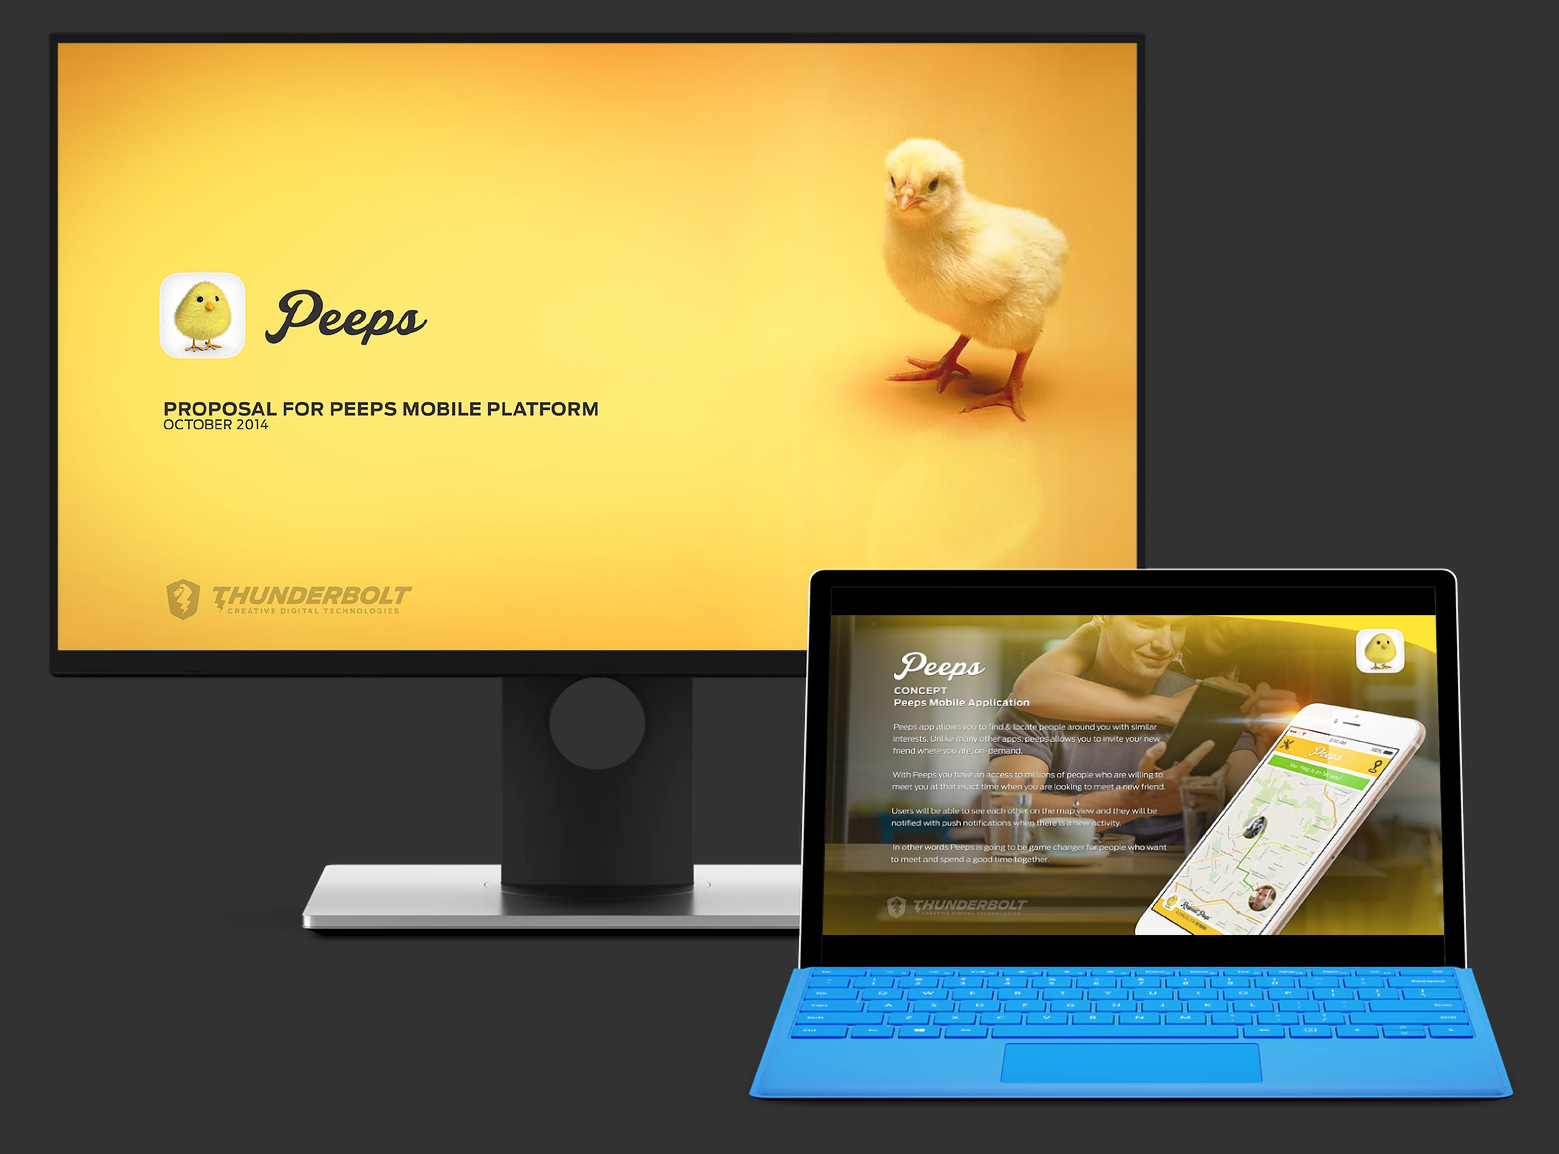 Peeps
PROPOSAL FOR PEEPS MOBILE PLATFORM
OCTOBER 2014
THUNDERBOLT
CREATIVE DIGITAL TECHNOLOGIES
Peeps
CONCEPT
Peeps Mobile Application
Peeps app allows you to find & locate people around you with similar
interests. Unlike many other apps, peeps allows you to invite your new
friend where you are, on-demand.
With Peeps you have an access to millions of people who are willing to
meet you at that exact time when you are looking to meet a new friend.
Users will be able to see each other on the map view and they will be
notified with push notifications when there is a new activity.
In other words Peeps is going to be game changer for people who want
to meet and spend a good time together.
THUNDERBOLT
CREATIVE DIGITAL TECHNOLOGIES
Peeps
Your Peep is on the way!
Q W E R T Y U I O P
A S D F G H J K L
Z X C V B N M